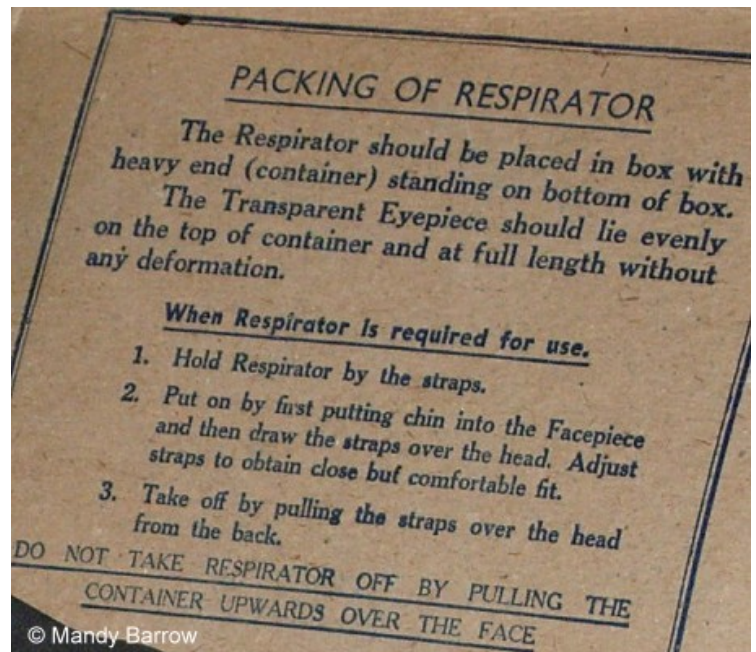 PACKING OF RESPIRATOR
The Respirator should be placed in box with
heavy end (container) standing on bottom of box.
The Transparent Eyepiece should lie evenly
on the top of container and at full length without
any deformation.
When Respirator is required for use.
1. Hold Respirator by the straps.
2. Put on by first putting chin into the Facepiece
and then draw the straps over the head. Adjust
straps to obtain close but comfortable fit.
3. Take off by pulling the straps over the head
from the back.
DO NOT TAKE RESPIRATOR OFF BY PULLING THE
CONTAINER UPWARDS OVER THE FACE
© Mandy Barrow